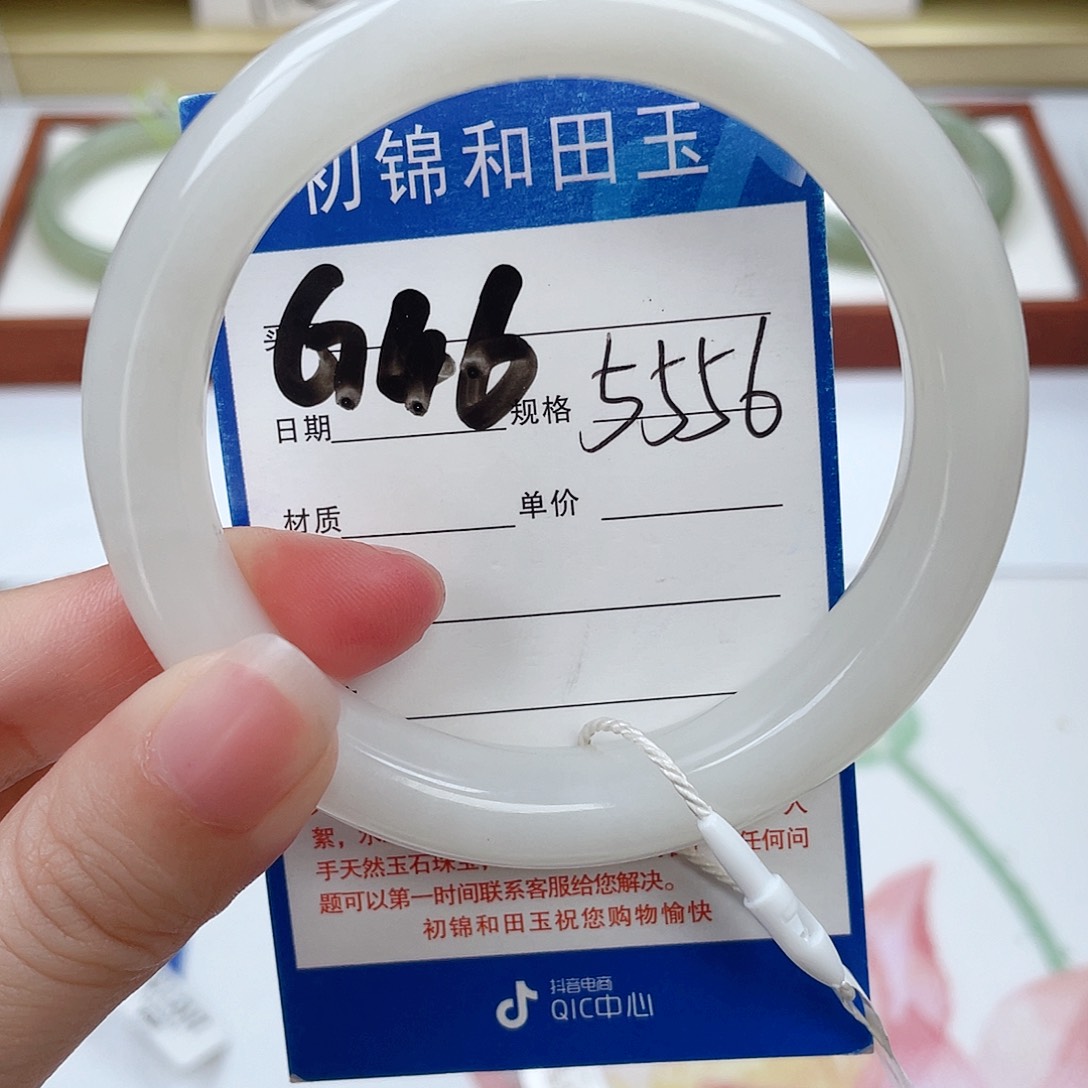 初锦和田玉
646
日期 规格 5556
材质 单价
絮，水 任何问
手天然玉石珠宝，
题可以第一时间联系客服给您解决。
初锦和田玉祝您购物愉快
抖音电商
QIC中心